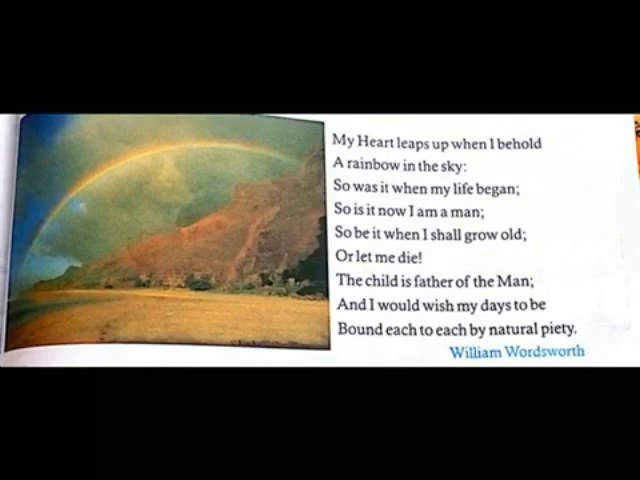 My Heart leaps up when I behold
A rainbow in the sky:
So was it when my life began;
So is it now I am a man;
So be it when I shall grow old;
Or let me die!
The child is father of the Man;
And I would wish my days to be
Bound each to each by natural piety.
William Wordsworth